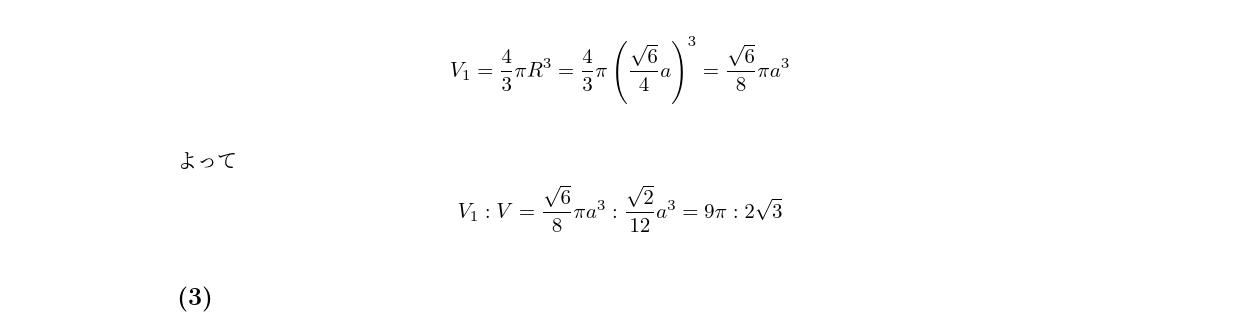 $V_1 = \frac{4}{3}\pi R^3 = \frac{4}{3}\pi \left( \frac{\sqrt{6}}{4} a \right)^3 = \frac{\sqrt{6}}{8} \pi a^3$
よって
$V_1 : V = \frac{\sqrt{6}}{8} \pi a^3 : \frac{\sqrt{2}}{12} a^3 = 9\pi : 2\sqrt{3}$
(3)